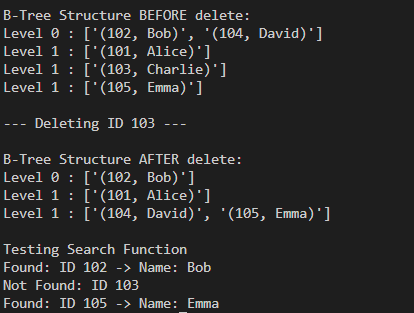 B-Tree Structure BEFORE delete:
Level 0 : ['(102, Bob)', '(104, David)']
Level 1 : ['(101, Alice)']
Level 1 : ['(103, Charlie)']
Level 1 : ['(105, Emma)']
--- Deleting ID 103 ---
B-Tree Structure AFTER delete:
Level 0 : ['(102, Bob)']
Level 1 : ['(101, Alice)']
Level 1 : ['(104, David)', '(105, Emma)']
Testing Search Function
Found: ID 102 -> Name: Bob
Not Found: ID 103
Found: ID 105 -> Name: Emma